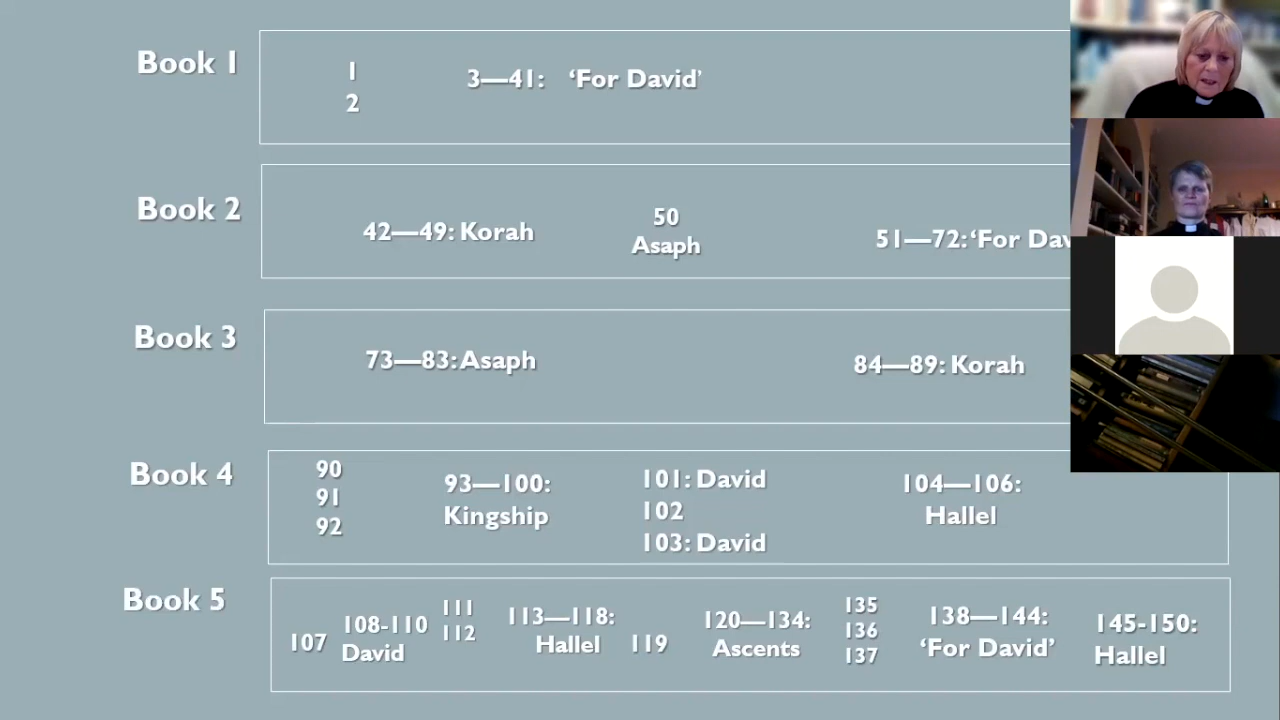 Book 1
1
2
3—41: ‘For David’
Book 2
42—49: Korah
50
Asaph
51—72: ‘For
Book 3
73—83: Asaph
84—89: Korah
Book 4
90
91
92
93—100:
Kingship
101: David
102
103: David
104—106:
Hallel
Book 5
107
108-110
David
111
112
113—118:
Hallel
119
120—134:
Ascents
135
136
137
138—144:
‘For David’
145-150:
Hallel